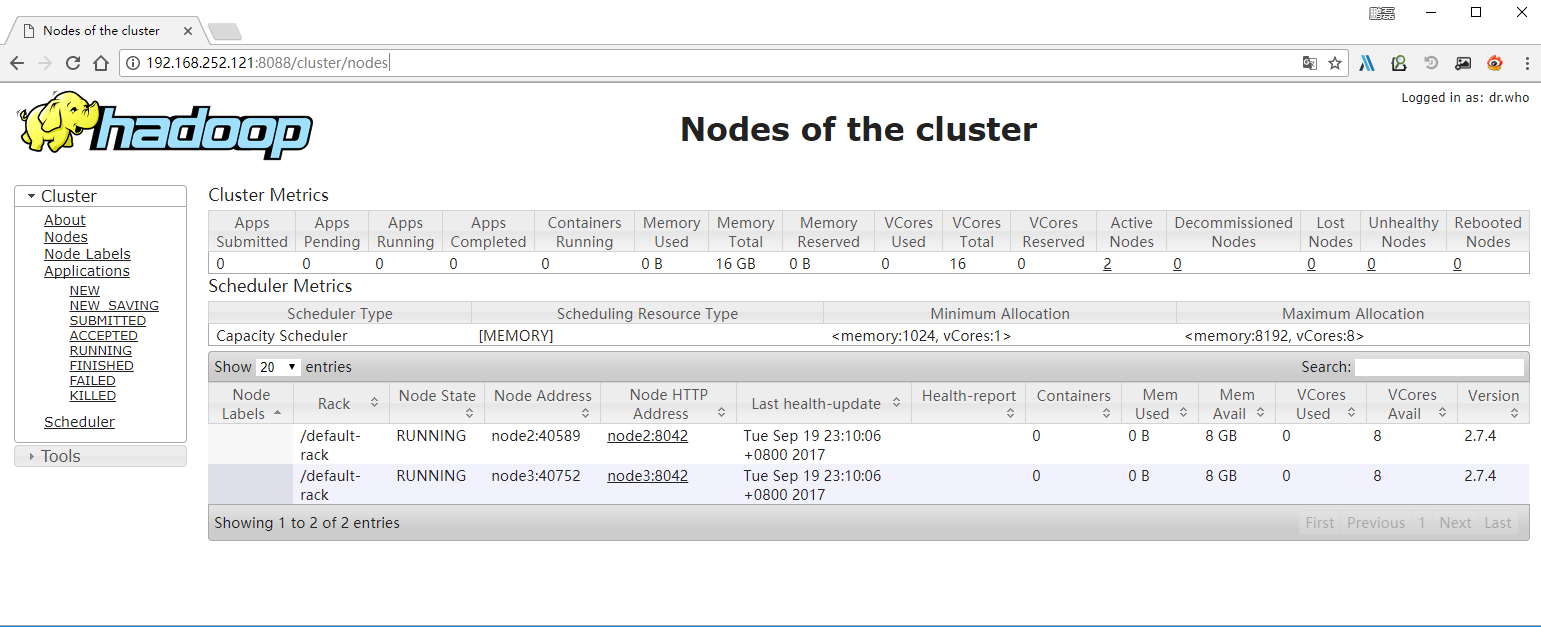 鹏磊
Nodes of the cluster
192.168.252.121:8088/cluster/nodes
Logged in as: dr.who
hadoop
Nodes of the cluster
Cluster
About
Nodes
Node Labels
Applications
NEW
NEW_SAVING
SUBMITTED
ACCEPTED
RUNNING
FINISHED
FAILED
KILLED
Scheduler
Tools
Cluster Metrics
Apps Submitted Apps Pending Apps Running Apps Completed Containers Running Memory Used Memory Total Memory Reserved VCores Used VCores Total VCores Reserved Active Nodes Decommissioned Nodes Lost Nodes Unhealthy Nodes Rebooted Nodes
0 0 0 0 0 0 B 16 GB 0 B 0 16 0 2 0 0 0 0
Scheduler Metrics
Scheduler Type Scheduling Resource Type Minimum Allocation Maximum Allocation
Capacity Scheduler [MEMORY] <memory:1024, vCores:1> <memory:8192, vCores:8>
Show 20 entries Search:
Node Labels Rack Node State Node Address Node HTTP Address Last health-update Health-report Containers Mem Used Mem Avail VCores Used VCores Avail Version
/default-rack RUNNING node2:40589 node2:8042 Tue Sep 19 23:10:06 +0800 2017 0 0 B 8 GB 0 8 2.7.4
/default-rack RUNNING node3:40752 node3:8042 Tue Sep 19 23:10:06 +0800 2017 0 0 B 8 GB 0 8 2.7.4
Showing 1 to 2 of 2 entries First Previous 1 Next Last